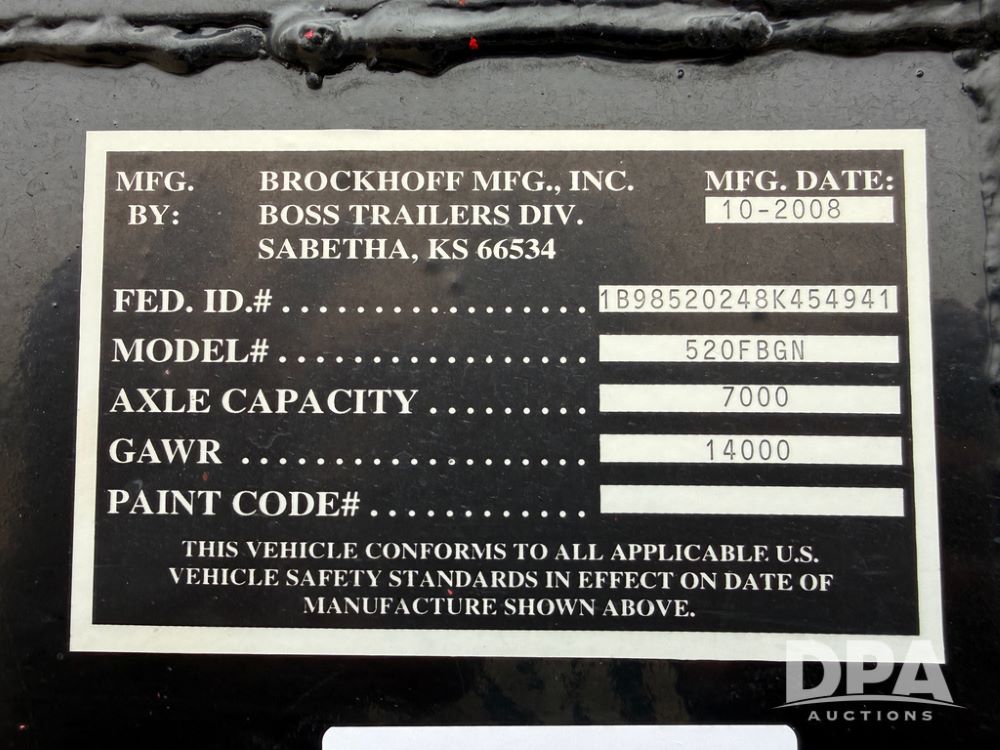 MFG. BROCKHOFF MFG., INC. MFG. DATE:
BY: BOSS TRAILERS DIV. 10-2008
SABETHA, KS 66534
FED. ID.# . . . . . . . . . . . . . . . . . . 1B98520248K454941
MODEL# . . . . . . . . . . . . . . . . . . 520FBGN
AXLE CAPACITY . . . . . . . . . 7000
GAWR . . . . . . . . . . . . . . . . . . . . 14000
PAINT CODE# . . . . . . . . . . . .
THIS VEHICLE CONFORMS TO ALL APPLICABLE U.S.
VEHICLE SAFETY STANDARDS IN EFFECT ON DATE OF
MANUFACTURE SHOWN ABOVE.
DPA
AUCTIONS